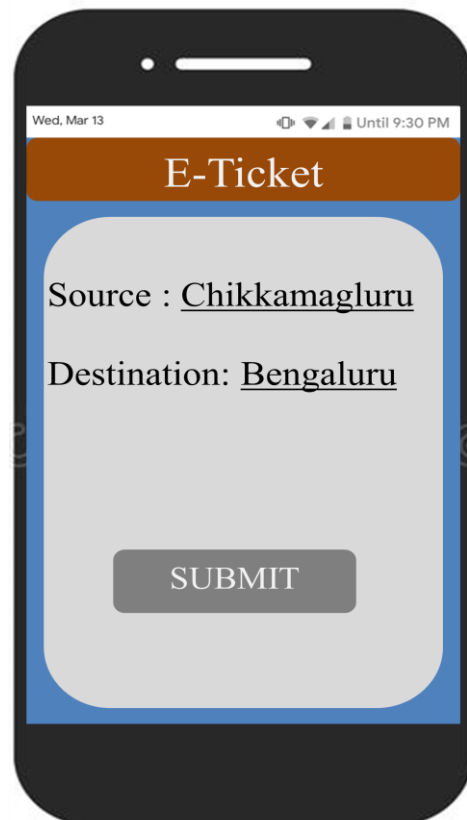 Wed, Mar 13 Until 9:30 PM
E-Ticket
Source : Chikkamagluru
Destination: Bengaluru
SUBMIT